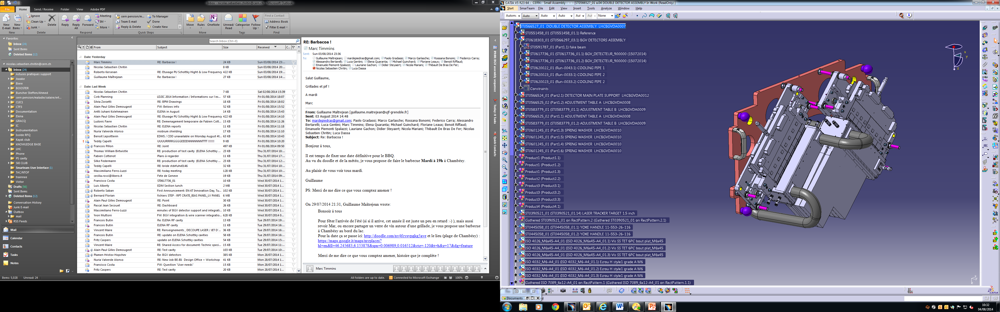 Inbox - nicolas.sebastien.chritin@cern.ch - Microsoft Outlook
File Home Send / Receive Folder View Adobe PDF
New E-mail
New Items
Ignore
Clean Up
Junk
Delete
Delete
Reply
Reply All
Forward
Meeting
IM
More
Respond
cern pension/m...
Team E-mail
Reply & Delete
To Manager
Done
Create New
Quick Steps
Move
Rules
OneNote
Move
Unread/ Read
Categorize
Follow Up
Tags
Find a Contact
Address Book
Filter E-mail
Find
Favorites
Inbox (24)
Sent Items
Deleted Items (12)
nicolas.sebastien.chritin@cern.ch
Inbox (24)
Astuces pratiques support
Awake
Biere
BOOSTER
Buncher Steffen/Ahmed
cern pension/maladie/salaire/ert...
CLIC1
CTF3
Documentation
Elena
GRACQ
IC
Instrumentation
Isolde RFQ
Kayak club
kNOWLEDGE BASE
LHC
Phone
PS cavity
SKI CLUB
Smarteam User Interface (1)
TAC/NTOF
trainnee
Victor
Drafts [56]
Sent Items
Deleted Items (12)
Conversation History
Junk E-mail
Outbox
mail
RSS Feeds
Mail
Calendar
Contacts
Tasks
Notes
Items: 5,028 Unread: 24
Search Inbox (Ctrl+E)
From Subject Size Received C...
Date: Yesterday
Marc Timmins RE: Barbacoa ! 24 KB Sun 03/08/2014 23:...
Nicolas Sebastien Chritin 8 KB Sun 03/08/2014 20:...
Roberto Kersevan RE: Etuvage PU Schottky Hight & Low Frequency 422 KB Sun 03/08/2014 19:...
Guillaume Maîtrejean Re: Barbacoa ! 27 KB Sun 03/08/2014 14:...
Date: Last Week
Nicolas Sebastien Chritin 7 KB Sat 02/08/2014 15:39
Ccrb Planning LD2IC 2014 Information / Informations sur l'ex... 57 KB Fri 01/08/2014 18:07
Silvia Zorzetti RE: BPM Drawings 18 KB Fri 01/08/2014 18:02
Alain Paul Gilles Demougeot FW: Belows info 52 KB Fri 01/08/2014 15:52
Antti Juhani Kolehmainen ELENA in August 14 KB Fri 01/08/2014 15:43
Alain Paul Gilles Demougeot RE: Etuvage PU Schottky Hight & Low Frequency 422 KB Fri 01/08/2014 14:10
Ludovic Favre RE: Demenagement temporaire de Fabien Cott... 15 KB Fri 01/08/2014 11:26
Nicolas Sebastien Chritin RE: ELENA reports 11 KB Fri 01/08/2014 11:18
Nuria Valverde Alonso niobium shielding 17 KB Fri 01/08/2014 11:10
Benoit Lepoittevin EDMS / CDD unavailable on Monday August 4t... 63 KB Fri 01/08/2014 10:43
Teddy Capelli UUUURRRRGGGGEEEENNNNNNNTTTT !!!!!!!! 9 KB Fri 01/08/2014 10:20
Francois Pillon RE: Joint 497 KB Fri 01/08/2014 09:50
Thomas William Birtwistle RE: production of test cavity (ELENA Schottky ... 23 KB Thu 31/07/2014 18:...
Fabien Cottenot Plans à regarder 11 KB Thu 31/07/2014 17:...
Silke Federmann RE: production of test cavity (ELENA Schottky ... 23 KB Thu 31/07/2014 12:...
Teddy Capelli RE: bride stdvfuhv0146 32 KB Thu 31/07/2014 10:...
Massimiliano Ferro-Luzzi RE: today meeting 128 KB Thu 31/07/2014 10:...
cecilia.rossi@libero.it Fete de Geneve 19 KB Thu 31/07/2014 09:...
Francisco Costa ST0617736_01 10 KB Wed 30/07/2014 1...
Luis Alberty EDM Section lunch 2 MB Wed 30/07/2014 1...
Roberto Saban First Announcement: EN-KT Innovation Day, Tu... 102 KB Wed 30/07/2014 1...
Bernard Florian fichiers STEP - RPT CRATE_BIAS PANEL_LV PANEL 6 MB Wed 30/07/2014 1...
Alain Paul Gilles Demougeot RE: Point 30 KB Wed 30/07/2014 1...
Pascal Jean Secouet RE: Dashboard 26 KB Wed 30/07/2014 1...
Massimiliano Ferro-Luzzi minutes of BGV detector support and integrati... 10 KB Wed 30/07/2014 1...
Yvon Muttoni FW: BGV integration & wire scanner integratio... 628 KB Wed 30/07/2014 0...
Francois Butin Re: ELENA RF cavity 13 KB Tue 29/07/2014 19:...
Francois Butin ELENA RF cavity 11 KB Tue 29/07/2014 16:...
Vincent Maire RE: Renseignements , DECOUPE LASER / JET D'... 36 KB Tue 29/07/2014 16:...
Francois Butin RE: update on ELENA Schottky cavities 58 KB Tue 29/07/2014 16:...
Fritz Caspers update on ELENA Schottky cavities 54 KB Tue 29/07/2014 15:...
Vincent Maire RE: Shared Access for document: Technic speci... 15 KB Tue 29/07/2014 11:...
Alain Paul Gilles Demougeot RE: Test cavity 103 KB Tue 29/07/2014 10:...
Plamen Hristov Hopchev Re: BGV detectors 385 KB Mon 28/07/2014 1...
Nuria Valverde Alonso RE: New Job BE-BI: Design Office + Workshop 41 KB Mon 28/07/2014 1...
Francisco Costa FW: Question "User needs" 15 KB Mon 28/07/2014 1...
Fritz Caspers RE: Test cavity 20 KB Mon 28/07/2014 1...
RE: Barbacoa !
Marc Timmins
Sent: Sun 03/08/2014 23:36
To: Guillaume Maîtrejean; mardepiedras@gmail.com; Paolo Gradassi; Marco Garlasche; Rossana Bonomi; Federico Carra;
Alessandro Bertarelli; Luca Gentini; Elena Quaranta; Michael Guinchard; Floriane Leaux; Benoit Riffaud;
Emanuele Piemonti Spalazzi; Lauriane Gachon; Didier Steyaert; Nicola Mariani; Thibault De Bras De Fer;
Nicolas Sebastien Chritin; Luca Dassa
Salut Guillaume,
Grillades et pif !
A mardi
Marc
From: Guillaume Maîtrejean [guillaume.maitrejean@ujf-grenoble.fr]
Sent: 03 August 2014 14:48
To: mardepiedras@gmail.com; Paolo Gradassi; Marco Garlasche; Rossana Bonomi; Federico Carra; Alessandro
Bertarelli; Luca Gentini; Marc Timmins; Elena Quaranta; Michael Guinchard; Floriane Leaux; Benoit Riffaud;
Emanuele Piemonti Spalazzi; Lauriane Gachon; Didier Steyaert; Nicola Mariani; Thibault De Bras De Fer; Nicolas
Sebastien Chritin; Luca Dassa
Subject: Re: Barbacoa !
Bonjour à tous,
Il est temps de fixer une date définitive pour le BBQ.
Au vu du doodle et de la météo, je vous propose de faire le barbecue Mardi à 19h à Chambésy.
Au plaisir de vous voir tous mardi.
Guillaume
PS: Merci de me dire ce que vous comptez amener !
On 29/07/2014 21:31, Guillaume Maîtrejean wrote:
Bonsoir à tous
Pour fêter l'arrivée de l'été (si si il arrive, cet année il est juste un peu en retard :-) ), mais aussi
revoir Mar, ou encore partager un verre de vin autour d'une grillade, je vous propose une barbecue
à Chambésy au bord du lac.
Pour la date ça se passe ici: http://doodle.com/ny4fcvsvpgkg5ave et le lieu (plage de Chambésy) :
https://maps.google.it/maps/myplaces?
hl=en&ll=46.245683,6.153878&spn=0.006989,0.016512&ctz=-120&t=h&z=17&dg=feature
Merci de me dire ce que vous comptez amener, histoire que je complète !
Marc Timmins
All folders are up to date. Connected to Microsoft Exchange 100%
09:00: BGV assembly sequence
Today: 0 Tasks
Quick Contacts
CATIA V5 R23 64 - CERN : Small Assembly - - - [ST0566527_01 a.04 DOUBLE DETECTOR ASSEMBLY In Work (ReadOnly) ]
Start SmarTeam File Edit View Insert Tools Analyze Window Help
Autom. Auto Auto Auto Aut Aut None
ST0566527_01 DOUBLE DETECTOR ASSEMBLY LHCBGVDA0007
ST0551458_01 (ST0551458_01.1) Reference
ST0618303_01 (ST0566297_03.1) BGV DETECTORS ASSEMBLY
ST0591787_01 (Part1.1) fake beam
ST0617736_01 (ST0617736_01.1) BGV_DETECTEUR_900000 (15072014)
ST0617736_01 (ST0617736_01.2) BGV_DETECTEUR_900000 (15072014)
ST0620022_01 (Run-0043.1) COOLING PIPE 1
ST0620023_01 (Run-0033.1) COOLING PIPE 2
ST0620023_01 (Run-0033.2) COOLING PIPE 2
Constraints
ST0566524_01 (Part2.1) DETECTOR MAIN PLATE SUPPORT LHCBGVDA0012
ST0566525_02 (Part1.2) ADJUSTMENT TABLE A LHCBGVDA0008
ST0583779_01 (ST0583779_01.1) ADJUSTMENT TABLE B LHCBGVDA0009
ST0566525_02 (Part1.1) ADJUSTMENT TABLE A LHCBGVDA0008
ST0583779_01 (ST0583779_01.2) ADJUSTMENT TABLE B LHCBGVDA0009
ST0601245_01 (Part1.3) SPRING WASHER LHCBGVDA0010
ST0601245_01 (Part1.5) SPRING WASHER LHCBGVDA0010
ST0601245_01 (Part1.4) SPRING WASHER LHCBGVDA0010
ST0601245_01 (Part1.6) SPRING WASHER LHCBGVDA0010
Product1 (Product1.1)
Product1 (Product1.2)
Product1 (Product1.3)
Product2 (Product2.2)
Product3 (Product3.1)
Product3 (Product3.2)
Product3 (Product3.3)
Product4 (Product4.1)
ST0390521_01 (ST0390521_01.14) LASER TRACKER TARGET 1.5 inch
Gathered ST0390521_01 on RectPattern.2 (Gathered ST0390521_01 on RectPattern.2.1)
ST0445058_01 (ST0445058_01.1) YOKE HANDLE 11-553-26-116
ST0445058_01 (ST0445058_01.2) YOKE HANDLE 11-553-26-116
ISO 4026_M6x45-A4_01 (ISO 4026_M6x45-A4_01.1) Vis SS TET 6PC bout plat_M6x45
ISO 4026_M6x45-A4_01 (ISO 4026_M6x45-A4_01.2) Vis SS TET 6PC bout plat_M6x45
ISO 4026_M6x45-A4_01 (ISO 4026_M6x45-A4_01.3) Vis SS TET 6PC bout plat_M6x45
ISO 4032_M6-A4_01 (ISO 4032_M6-A4_01.1) Ecrou H style1 grade A M6
ISO 4032_M6-A4_01 (ISO 4032_M6-A4_01.2) Ecrou H style1 grade A M6
ISO 4032_M6-A4_01 (ISO 4032_M6-A4_01.3) Ecrou H style1 grade A M6
Gathered ISO 7089_6x12-A4_01 on RectPattern.1 (Gathered ISO 7089_6x12-A4_01 on RectPattern.1.1)
x
y
z
CATIA
Documents
10:32
04/08/2014